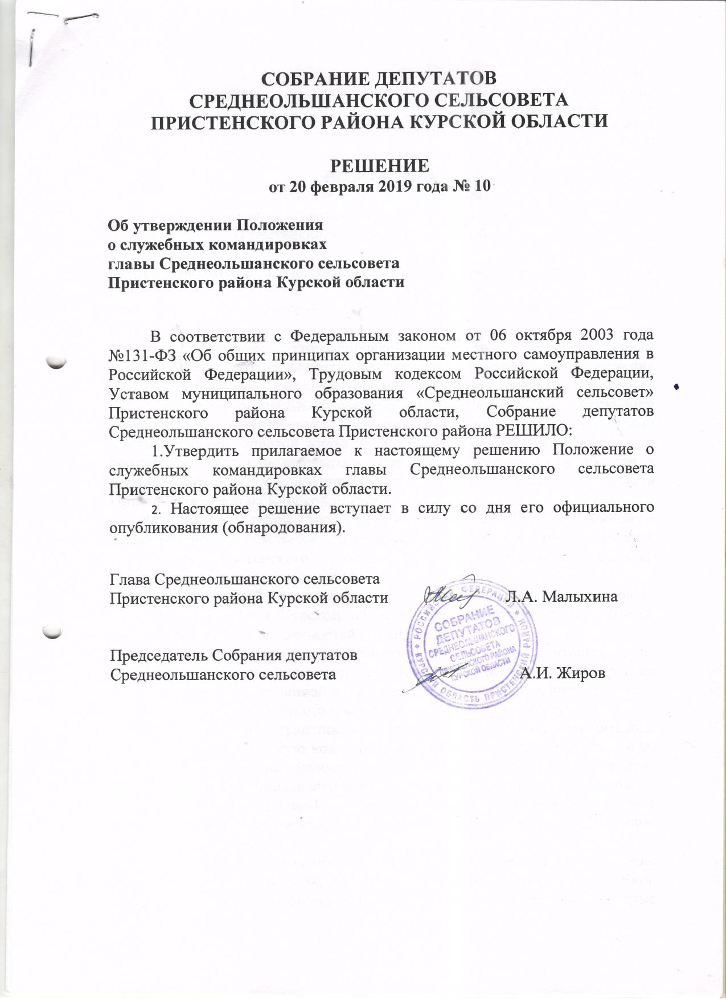 СОБРАНИЕ ДЕПУТАТОВ
СРЕДНЕОЛЬШАНСКОГО СЕЛЬСОВЕТА
ПРИСТЕНСКОГО РАЙОНА КУРСКОЙ ОБЛАСТИ
РЕШЕНИЕ
от 20 февраля 2019 года № 10
Об утверждении Положения
о служебных командировках
главы Среднеольшанского сельсовета
Пристенского района Курской области
В соответствии с Федеральным законом от 06 октября 2003 года
№131-ФЗ «Об общих принципах организации местного самоуправления в
Российской Федерации», Трудовым кодексом Российской Федерации,
Уставом муниципального образования «Среднеольшанский сельсовет»
Пристенского района Курской области, Собрание депутатов
Среднеольшанского сельсовета Пристенского района РЕШИЛО:
1.Утвердить прилагаемое к настоящему решению Положение о
служебных командировках главы Среднеольшанского сельсовета
Пристенского района Курской области.
2. Настоящее решение вступает в силу со дня его официального
опубликования (обнародования).
Глава Среднеольшанского сельсовета
Пристенского района Курской области Л.А. Малыхина
Председатель Собрания депутатов
Среднеольшанского сельсовета А.И. Жиров
РОССИЙСКАЯ ФЕДЕРАЦИЯ * КУРСКАЯ ОБЛАСТЬ ПРИСТЕНСКИЙ РАЙОН *
СОБРАНИЕ
ДЕПУТАТОВ
СРЕДНЕОЛЬШАНСКОГО
СЕЛЬСОВЕТА
ПРИСТЕНСКОГО РАЙОНА
КУРСКОЙ ОБЛАСТИ